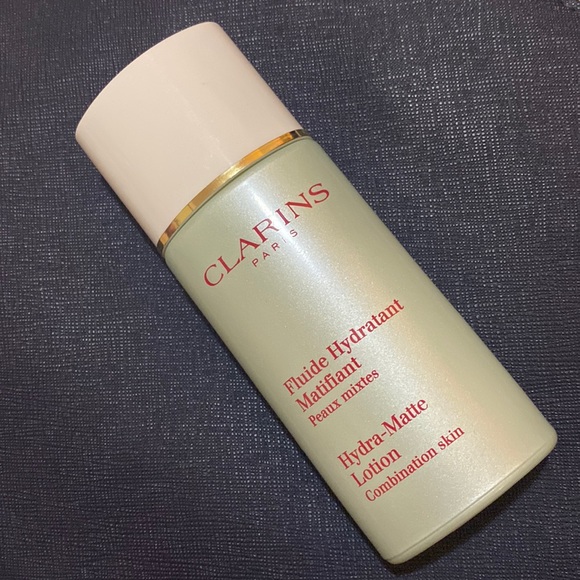 CLARINS
PARIS
Fluide Hydratant
Matifiant
Peaux mixtes
Hydra-Matte
Lotion
Combination skin